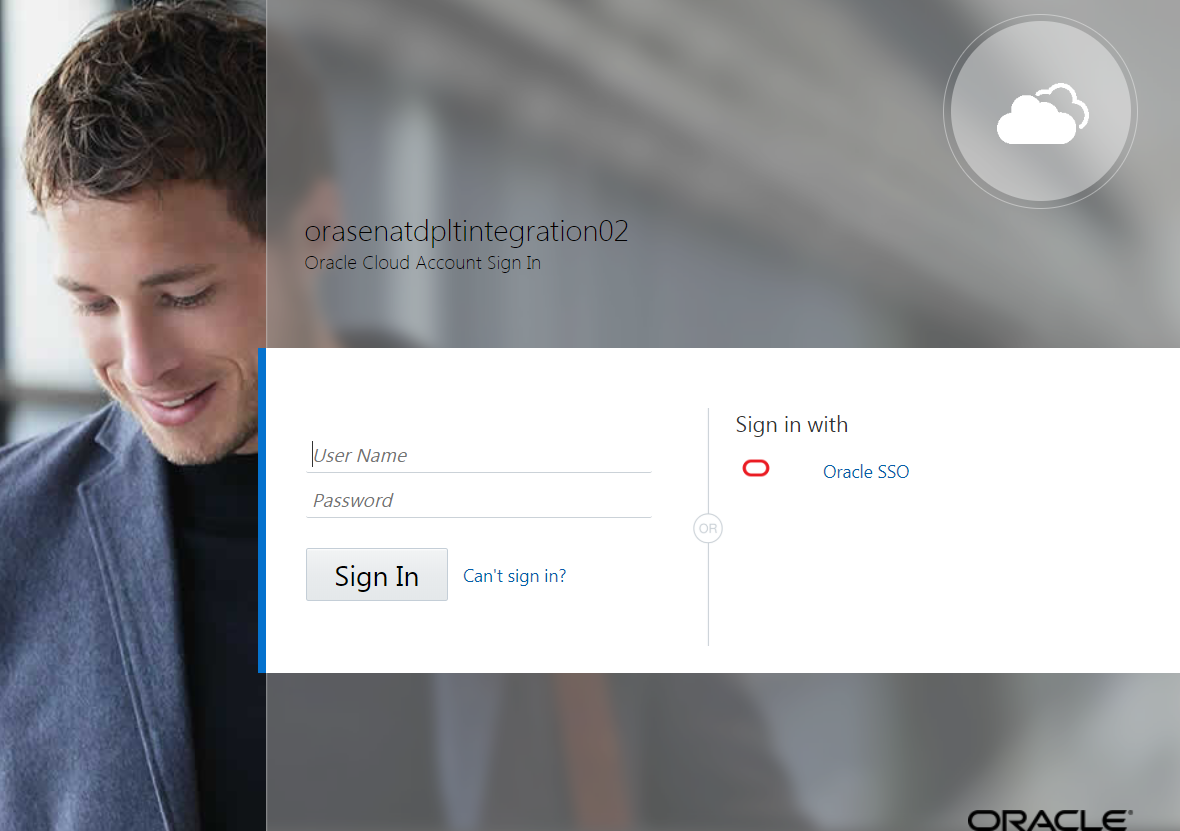 orasenatdpltintegration02
Oracle Cloud Account Sign In
User Name
Password
Sign In
Can't sign in?
OR
Sign in with
Oracle SSO
ORACLE®